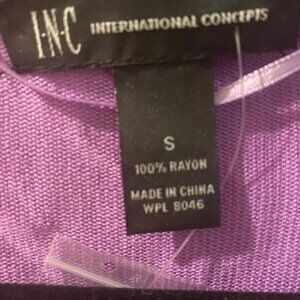 I·N·C INTERNATIONAL CONCEPTS
S
100% RAYON
MADE IN CHINA
WPL 8046